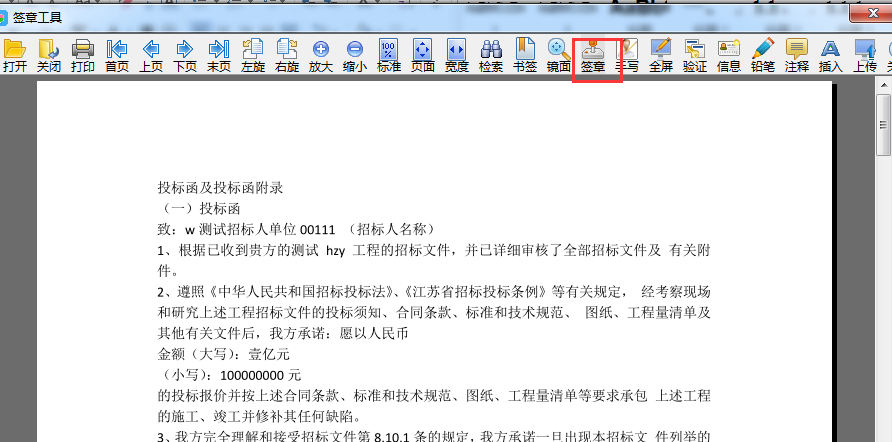 签章工具
打开 关闭 打印 首页 上页 下页 末页 左旋 右旋 放大 缩小 标准 页面 宽度 检索 书签 镜面 签章 手写 全屏 验证 信息 铅笔 注释 插入 上传
投标函及投标函附录
（一）投标函
致：w 测试招标人单位 00111 （招标人名称）
1、根据已收到贵方的测试 hzy 工程的招标文件，并已详细审核了全部招标文件及 有关附
件。
2、遵照《中华人民共和国招标投标法》、《江苏省招标投标条例》等有关规定， 经考察现场
和研究上述工程招标文件的投标须知、合同条款、标准和技术规范、 图纸、工程量清单及
其他有关文件后，我方承诺：愿以人民币
金额（大写）：壹亿元
（小写）：100000000 元
的投标报价并按上述合同条款、标准和技术规范、图纸、工程量清单等要求承包 上述工程
的施工、竣工并修补其任何缺陷。
3、我方完全理解和接受招标文件第 8.10.1 条的规定，我方承诺一旦出现本招标文 件列举的